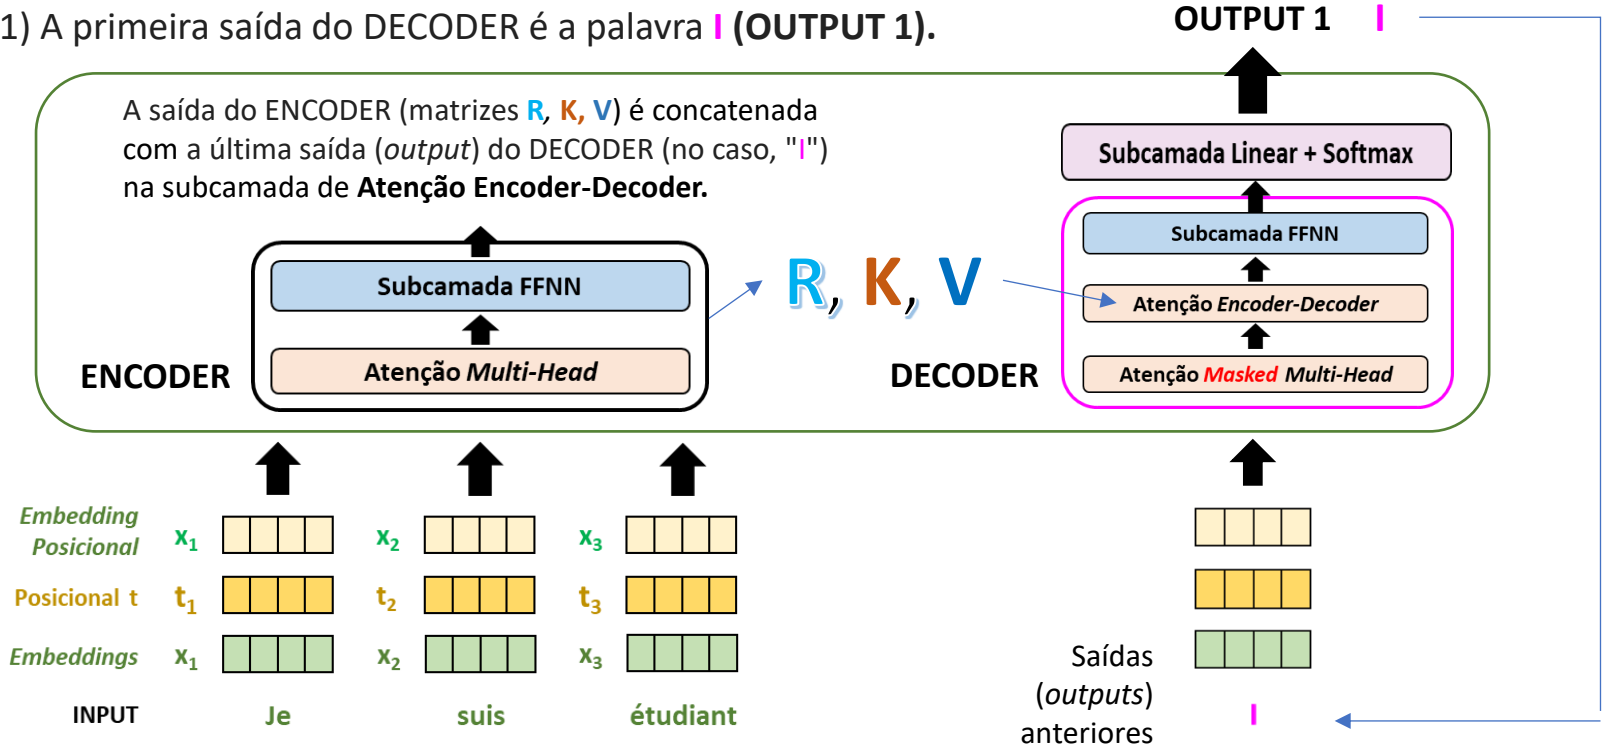 1) A primeira saída do DECODER é a palavra I (OUTPUT 1).
OUTPUT 1 I
A saída do ENCODER (matrizes R, K, V) é concatenada
com a última saída (output) do DECODER (no caso, "I")
na subcamada de Atenção Encoder-Decoder.
Subcamada Linear + Softmax
Subcamada FFNN
Atenção Encoder-Decoder
Atenção Masked Multi-Head
DECODER
R, K, V
Subcamada FFNN
Atenção Multi-Head
ENCODER
Embedding
Posicional
x1 x2 x3
Posicional t t1 t2 t3
Embeddings x1 x2 x3
INPUT Je suis étudiant
Saídas
(outputs)
anteriores
I